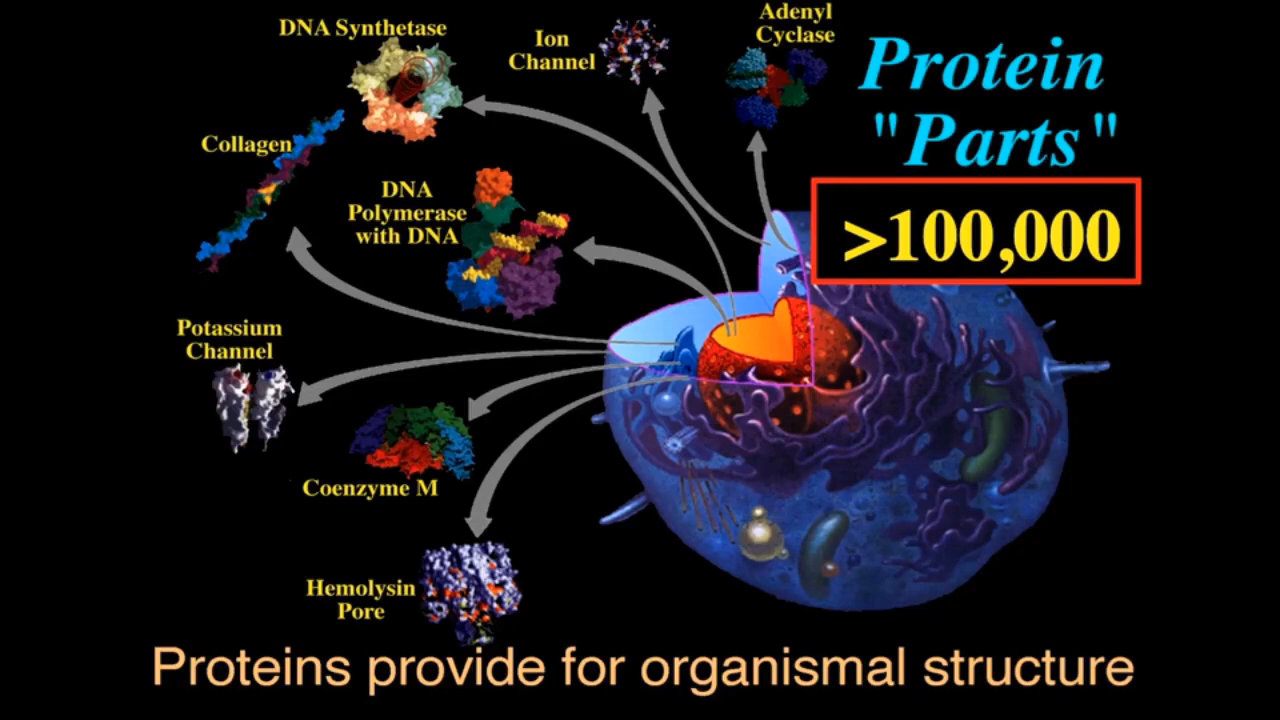 DNA Synthetase
Ion
Channel
Adenyl
Cyclase
Protein
"Parts"
>100,000
Collagen
DNA
Polymerase
with DNA
Potassium
Channel
Coenzyme M
Hemolysin
Pore
Proteins provide for organismal structure